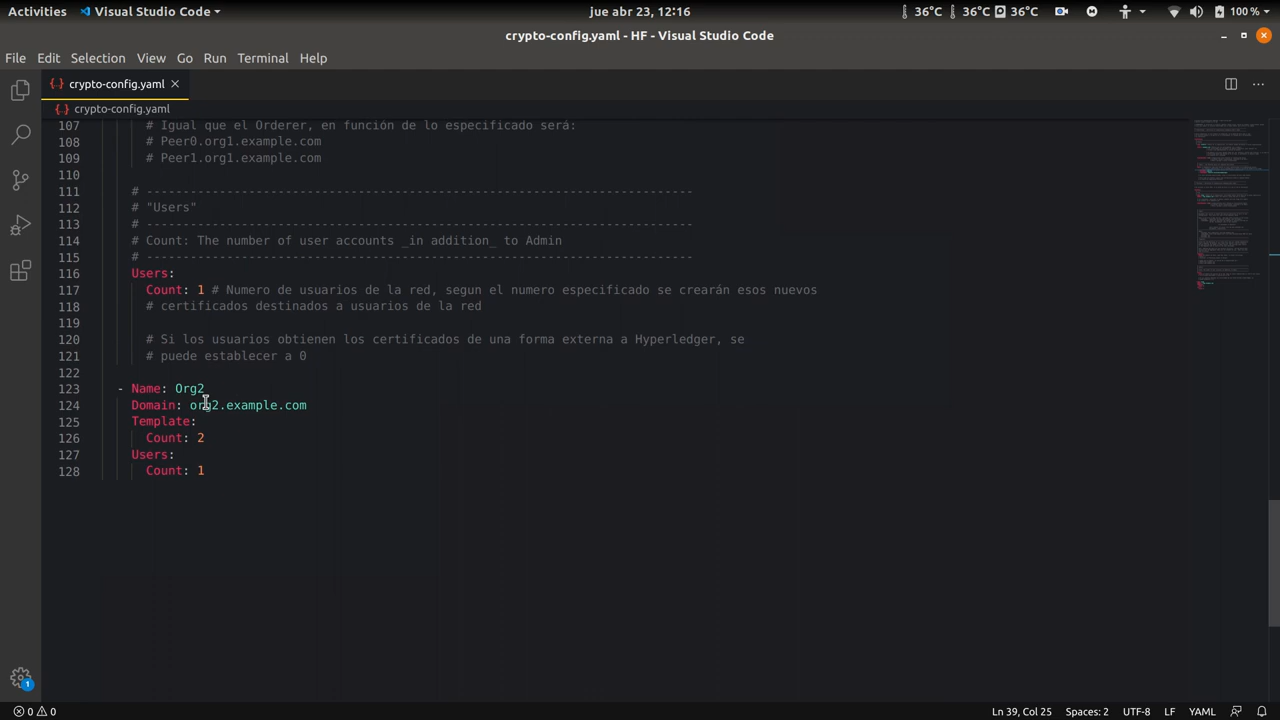 Activities Visual Studio Code jue abr 23, 12:16 36°C 36°C 36°C 100 %
crypto-config.yaml - HF - Visual Studio Code
File Edit Selection View Go Run Terminal Help
crypto-config.yaml
crypto-config.yaml
107 # Igual que el Orderer, en función de lo especificado será:
108 # Peer0.org1.example.com
109 # Peer1.org1.example.com
110
111 # ---------------------------------------------------------------------------
112 # "Users"
113 # ---------------------------------------------------------------------------
114 # Count: The number of user accounts _in addition_ to Admin
115 # ---------------------------------------------------------------------------
116 Users:
117 Count: 1 # Numero de usuarios de la red, segun el numero especificado se crearán esos nuevos
118 # certificados destinados a usuarios de la red
119
120 # Si los usuarios obtienen los certificados de una forma externa a Hyperledger, se
121 # puede establecer a 0
122
123 - Name: Org2
124 Domain: org2.example.com
125 Template:
126 Count: 2
127 Users:
128 Count: 1
1
0 0 Ln 39, Col 25 Spaces: 2 UTF-8 LF YAML